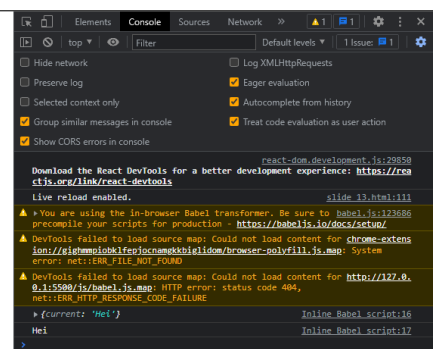 Elements Console Sources Network » 1 1
top ▼ Filter Default levels ▼ 1 Issue: 1
Hide network Log XMLHttpRequests
Preserve log Eager evaluation
Selected context only Autocomplete from history
Group similar messages in console Treat code evaluation as user action
Show CORS errors in console
react-dom.development.js:29850
Download the React DevTools for a better development experience: https://rea
ctjs.org/link/react-devtools
Live reload enabled. slide 13.html:111
You are using the in-browser Babel transformer. Be sure to babel.js:123686
precompile your scripts for production - https://babeljs.io/docs/setup/
DevTools failed to load source map: Could not load content for chrome-extens
ion://gighmmpiobklfepjocnamgkkbiglidom/browser-polyfill.js.map: System
error: net::ERR_FILE_NOT_FOUND
DevTools failed to load source map: Could not load content for http://127.0.
0.1:5500/js/babel.js.map: HTTP error: status code 404,
net::ERR_HTTP_RESPONSE_CODE_FAILURE
{current: 'Hei'} Inline Babel script:16
Hei Inline Babel script:17